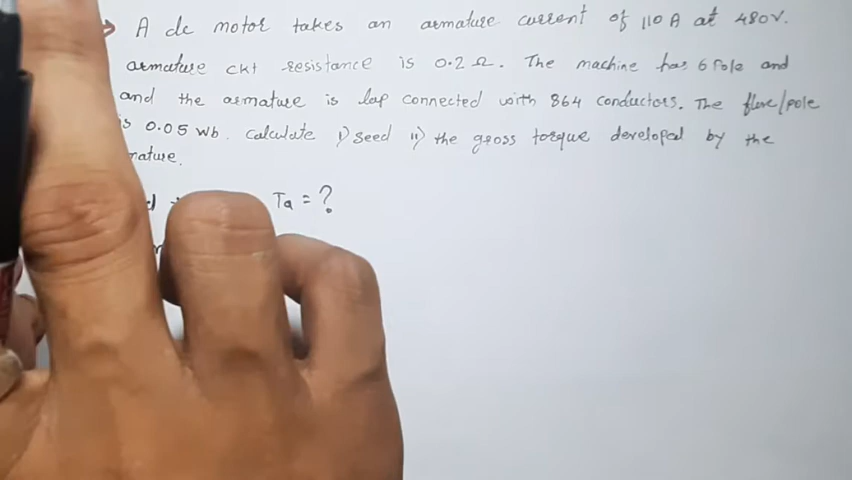 A dc motor takes an armature current of 110 A at 480V.
armature ckt resistance is 0.2 Ω. The machine has 6 Pole and
and the armature is lap connected with 864 conductors. The flux/pole
is 0.05 Wb. Calculate i) Seed ii) the gross torque developed by the
mature.
Ta = ?